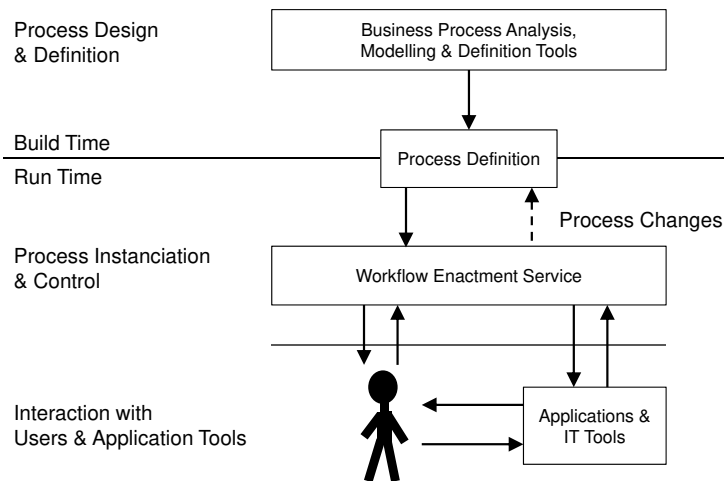 Process Design
& Definition
Business Process Analysis,
Modelling & Definition Tools
Build Time
Process Definition
Run Time
Process Changes
Process Instanciation
& Control
Workflow Enactment Service
Interaction with
Users & Application Tools
Applications &
IT Tools